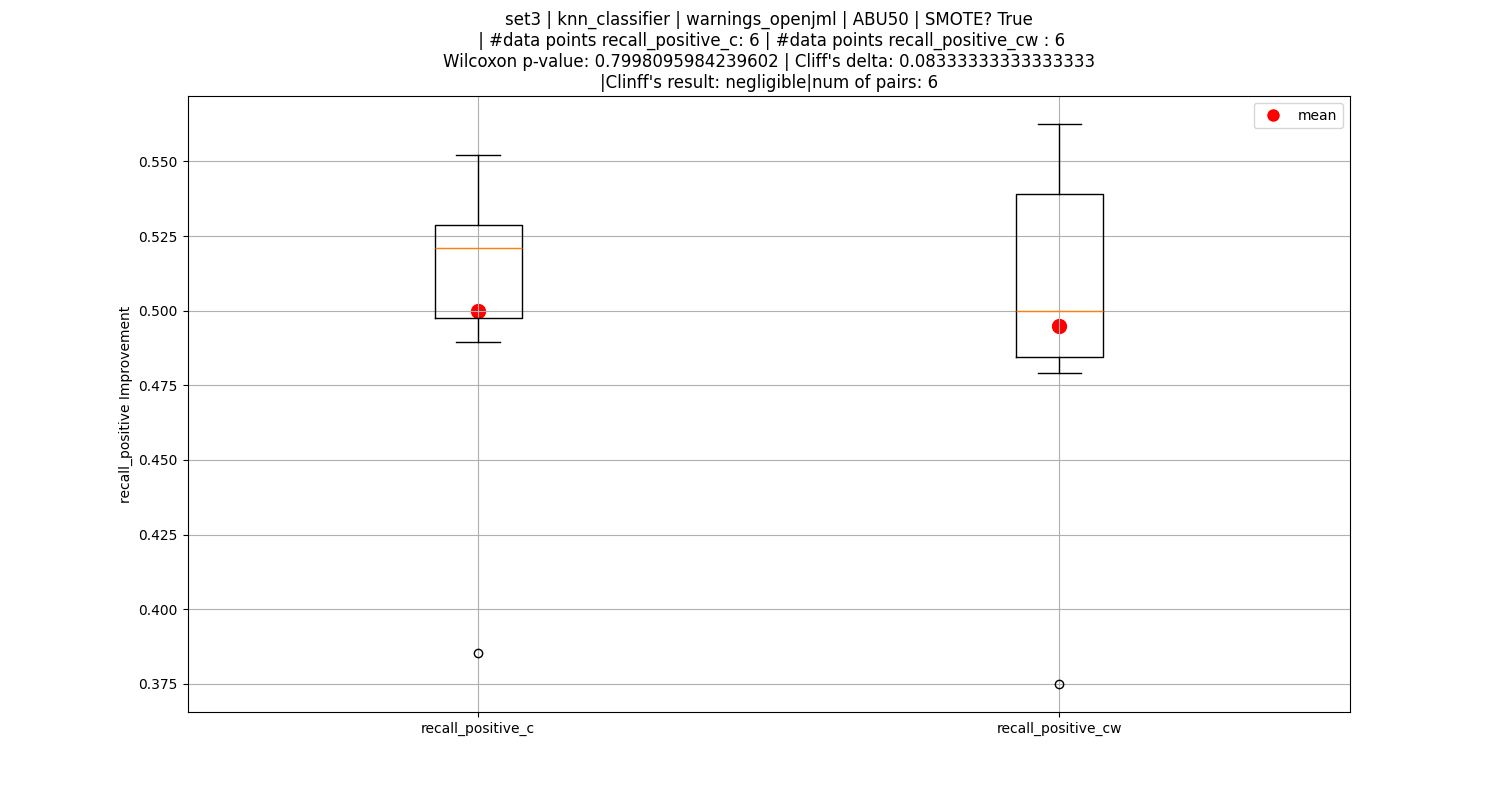 set3 | knn_classifier | warnings_openjml | ABU50 | SMOTE? True
| #data points recall_positive_c: 6 | #data points recall_positive_cw : 6
Wilcoxon p-value: 0.7998095984239602 | Cliff's delta: 0.08333333333333333
|Clinff's result: negligible|num of pairs: 6
mean
0.550
0.525
0.500
0.475
0.450
0.425
0.400
0.375
recall_positive Improvement
recall_positive_c
recall_positive_cw